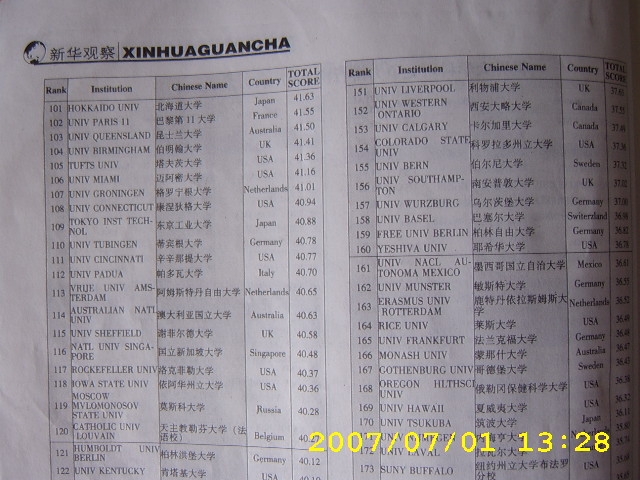 新华观察 XINHUAGUANCHA
Rank Institution Chinese Name Country TOTAL SCORE
101 HOKKAIDO UNIV 北海道大学 Japan 41.63
102 UNIV PARIS 11 巴黎第11大学 France 41.55
103 UNIV QUEENSLAND 昆士兰大学 Australia 41.50
104 UNIV BIRMINGHAM 伯明翰大学 UK 41.41
105 TUFTS UNIV 塔夫茨大学 USA 41.36
106 UNIV MIAMI 迈阿密大学 USA 41.16
107 UNIV GRONINGEN 格罗宁根大学 Netherlands 41.01
108 UNIV CONNECTICUT 康涅狄格大学 USA 40.94
109 TOKYO INST TECH-
NOL 东京工业大学 Japan 40.88
110 UNIV TUBINGEN 蒂宾根大学 Germany 40.78
111 UNIV CINCINNATI 辛辛那提大学 USA 40.77
112 UNIV PADUA 帕多瓦大学 Italy 40.70
113 VRIJE UNIV AMS-
TERDAM 阿姆斯特丹自由大学 Netherlands 40.65
114 AUSTRALIAN NATL
UNIV 澳大利亚国立大学 Australia 40.63
115 UNIV SHEFFIELD 谢菲尔德大学 UK 40.58
116 NATL UNIV SINGA-
PORE 国立新加坡大学 Singapore 40.48
117 ROCKEFELLER UNIV 洛克菲勒大学 USA 40.37
118 IOWA STATE UNIV 依阿华州立大学 USA 40.36
119 MOSCOW
MVLOMONOSOV
STATE UNIV 莫斯科大学 Russia 40.28
120 CATHOLIC UNIV
LOUVAIN 天主教勒芬大学（法
语校） Belgium
121 HUMBOLDT UNIV
BERLIN 柏林洪堡大学 Germany 40.12
122 UNIV KENTUCKY 肯塔基大学 USA
Rank Institution Chinese Name Country TOTAL SCORE
151 UNIV LIVERPOOL 利物浦大学 UK
152 UNIV WESTERN
ONTARIO 西安大略大学 Canada
153 UNIV CALGARY 卡尔加里大学 Canada
154 COLORADO STATE
UNIV 科罗拉多州立大学 USA
155 UNIV BERN 伯尔尼大学 Sweden
156 UNIV SOUTHAMP-
TON 南安普敦大学 UK
157 UNIV WURZBURG 乌尔茨堡大学 Germany
158 UNIV BASEL 巴塞尔大学 Switerzland
159 FREE UNIV BERLIN 柏林自由大学 Germany
160 YESHIVA UNIV 耶希华大学 USA
161 UNIV NACL AU-
TONOMA MEXICO 墨西哥国立自治大学 Mexico
162 UNIV MUNSTER 敏斯特大学 Germany
163 ERASMUS UNIV
ROTTERDAM 鹿特丹依拉斯姆斯大
学 Netherlands
164 RICE UNIV 莱斯大学 USA
165 UNIV FRANKFURT 法兰克福大学 Germany
166 MONASH UNIV 蒙那什大学 Australia
167 GOTHENBURG UNIV 哥德堡大学 Sweden
168 OREGON HLTHSCI
UNIV 俄勒冈保健科学大学 USA
169 UNIV HAWAII 夏威夷大学 USA
170 UNIV TSUKUBA 筑波大学 Japan
172 UNIV LAVAL
173 SUNY BUFFALO 纽约州立大学布法罗
分校 USA
2007/07/01 13:28